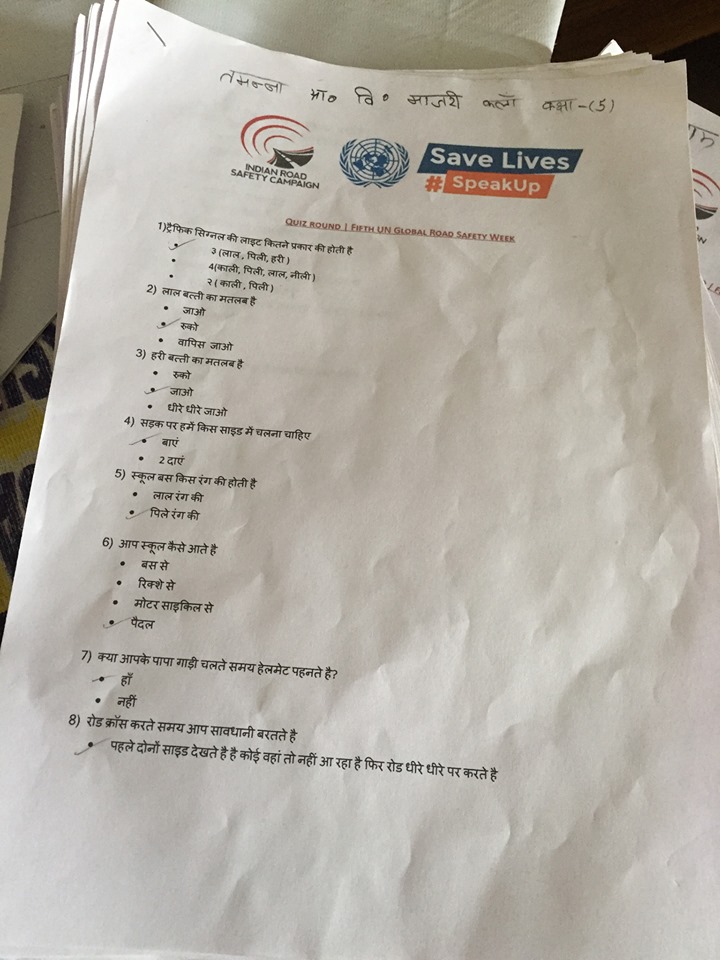 तमन्ना प्रा० वि० माजरी कलाँ कक्षा-(5)
INDIAN ROAD
SAFETY CAMPAIGN
Save Lives
#SpeakUp
QUIZ ROUND | FIFTH UN GLOBAL ROAD SAFETY WEEK
1)ट्रैफिक सिग्नल की लाइट कितने प्रकार की होती है
3 (लाल , पिली, हरी )
4(काली, पिली, लाल, नीली )
२ ( काली , पिली )
2) लाल बत्ती का मतलब है
जाओ
रुको
वापिस जाओ
3) हरी बत्ती का मतलब है
रुको
जाओ
धीरे धीरे जाओ
4) सड़क पर हमें किस साइड में चलना चाहिए
बाएं
2 दाएं
5) स्कूल बस किस रंग की होती है
लाल रंग की
पिले रंग की
6) आप स्कूल कैसे आते है
बस से
रिक्शे से
मोटर साइकिल से
पैदल
7) क्या आपके पापा गाड़ी चलते समय हेलमेट पहनते है?
हाँ
नहीं
8) रोड क्रॉस करते समय आप सावधानी बरतते है
पहले दोनों साइड देखते है है कोई वहां तो नहीं आ रहा है फिर रोड धीरे धीरे पर करते है